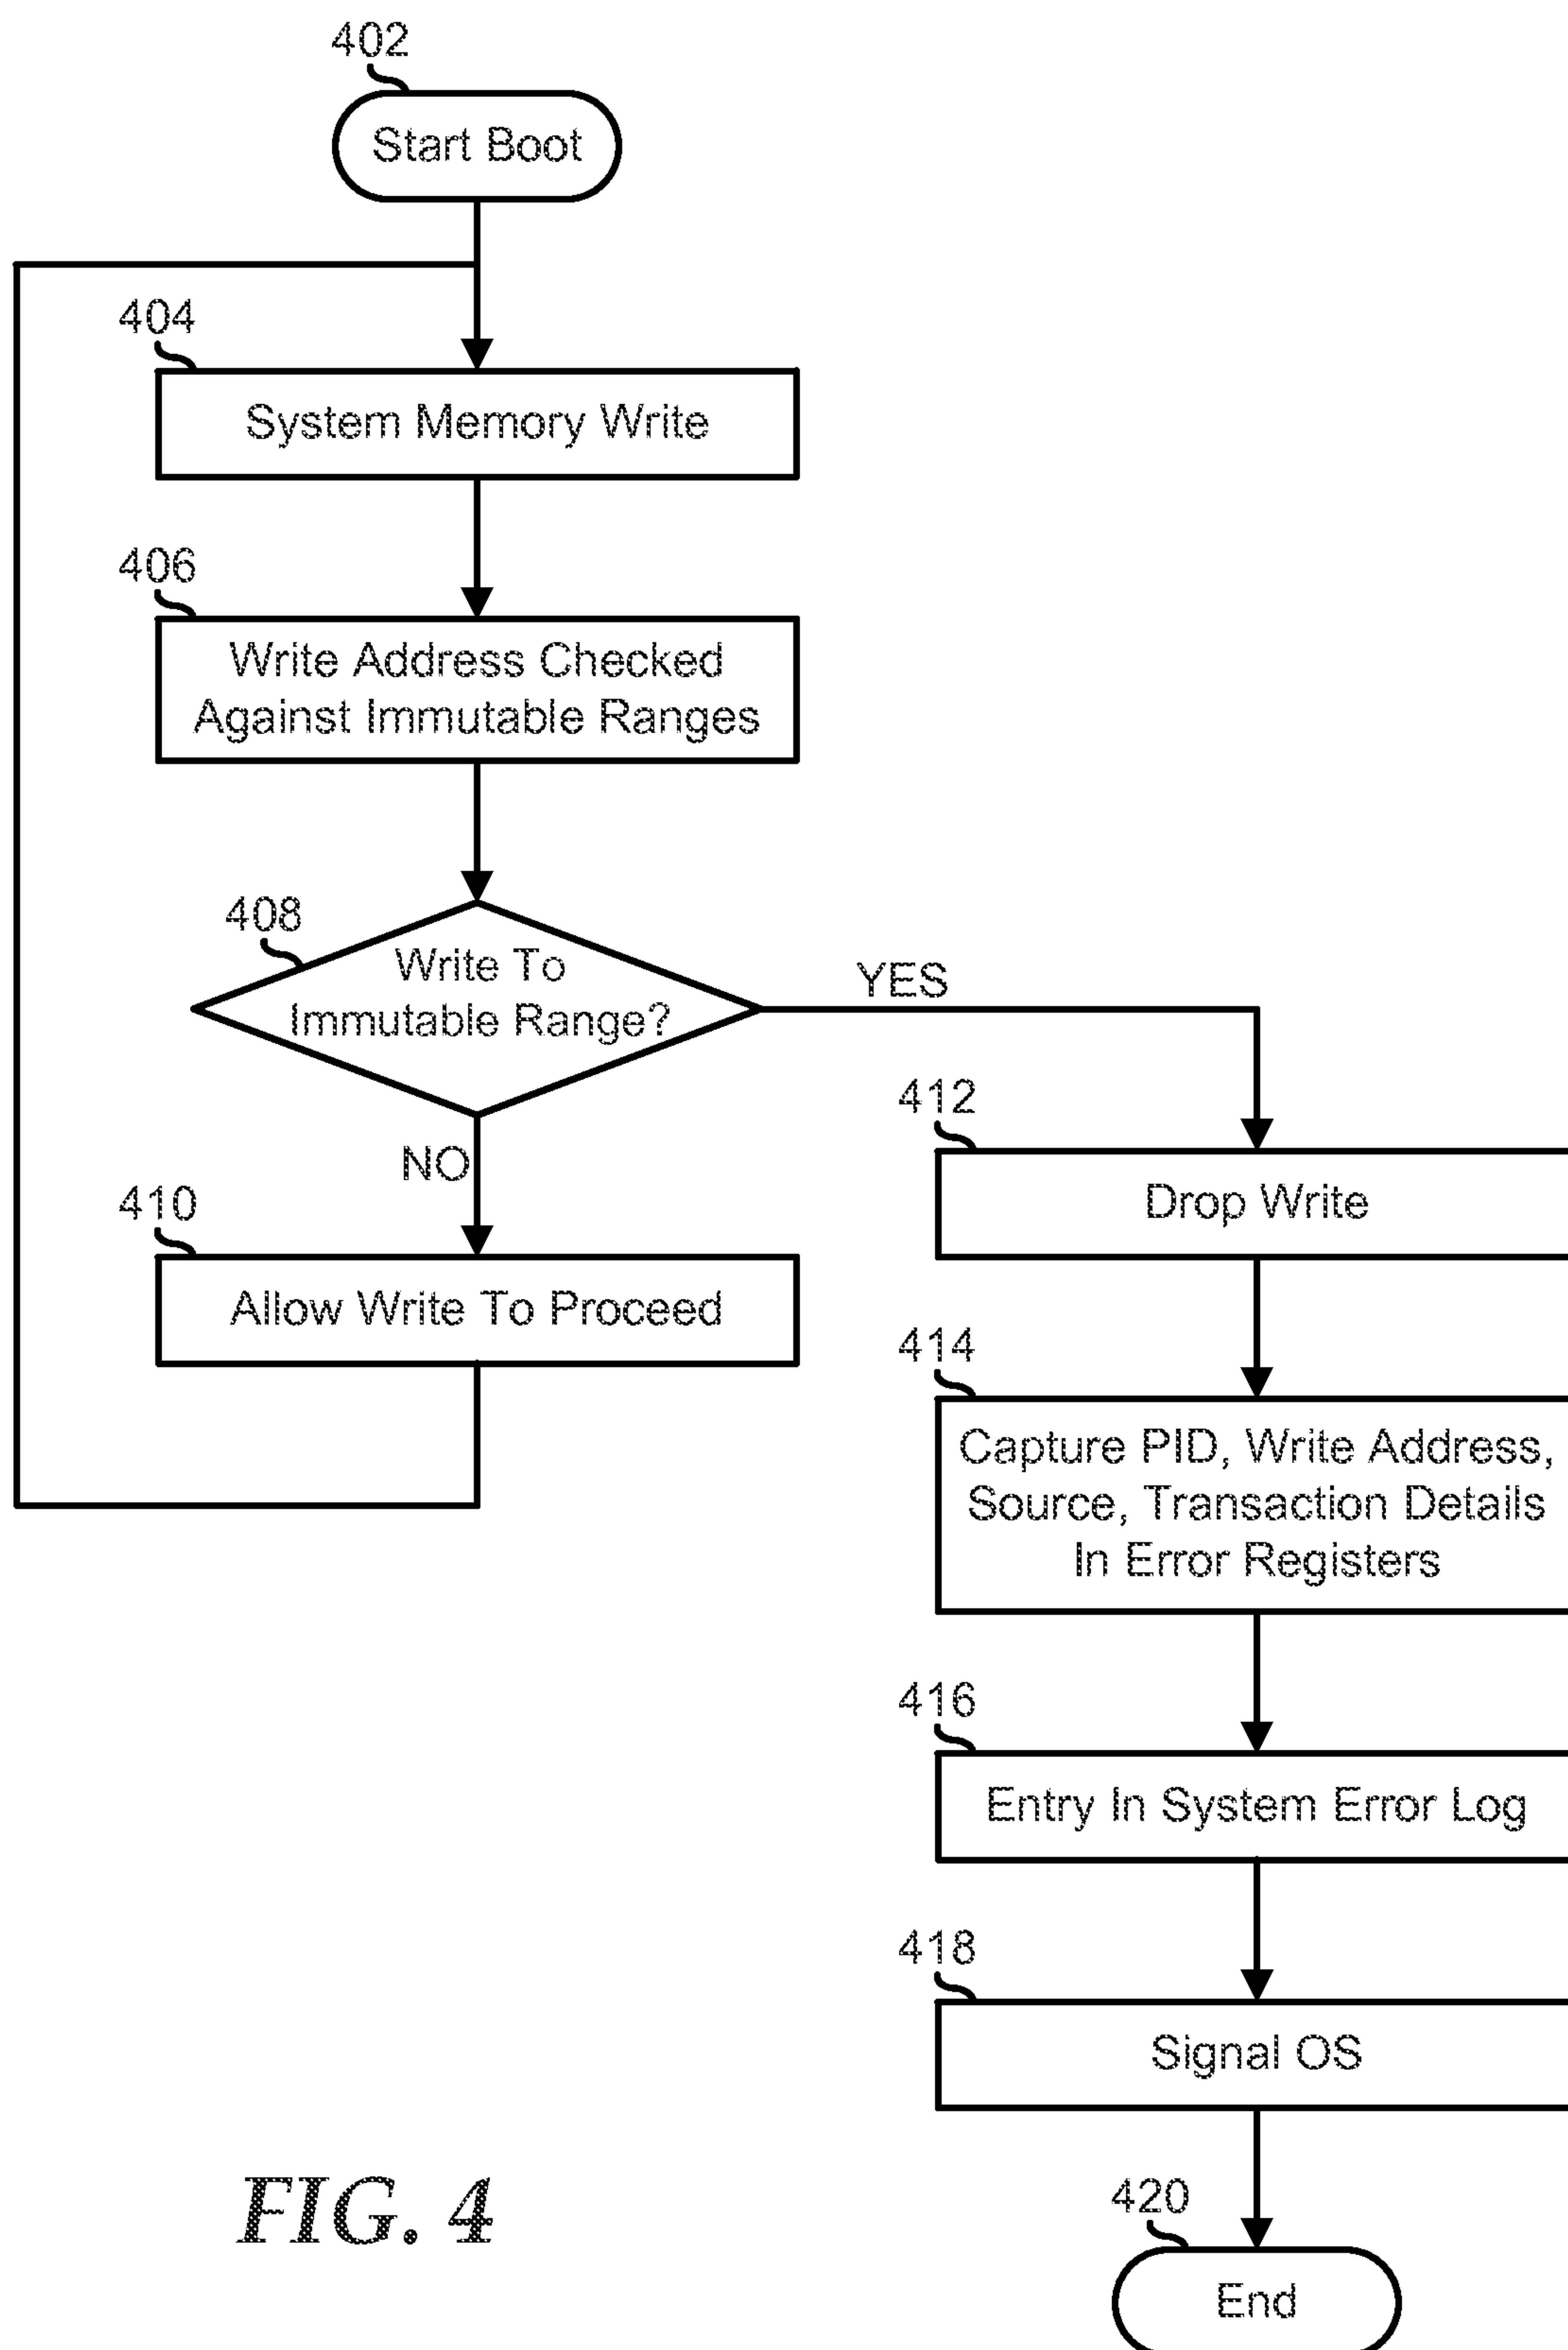 402
Start Boot
404
System Memory Write
406
Write Address Checked
Against Immutable Ranges
408
Write To
Immutable Range?
YES
NO
410
Allow Write To Proceed
412
Drop Write
414
Capture PID, Write Address,
Source, Transaction Details
In Error Registers
416
Entry In System Error Log
418
Signal OS
420
End
FIG. 4